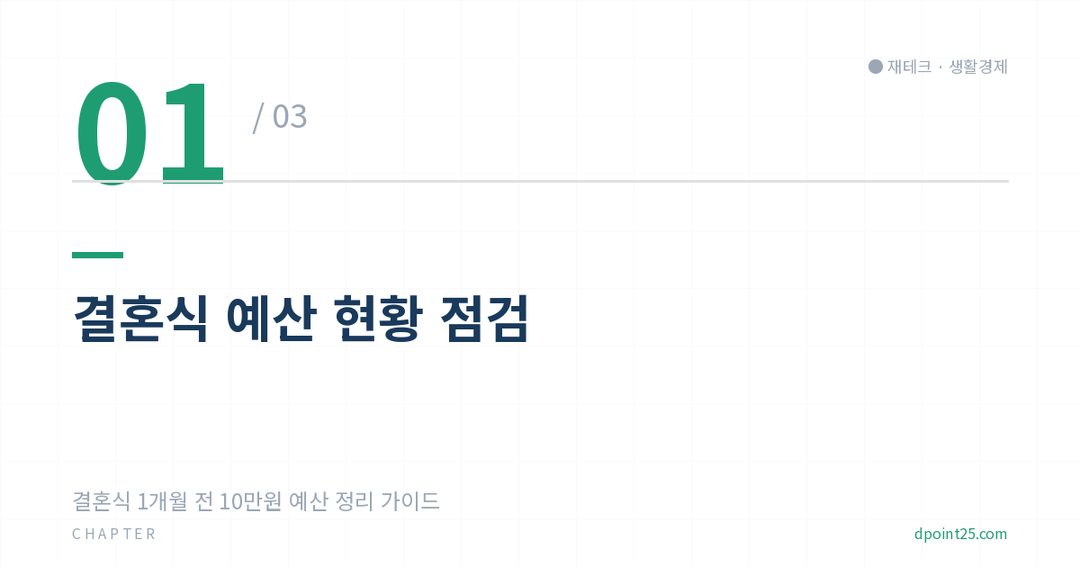 01 / 03
● 재테크 · 생활경제
결혼식 예산 현황 점검
결혼식 1개월 전 10만원 예산 정리 가이드
CHAPTER
dpoint25.com